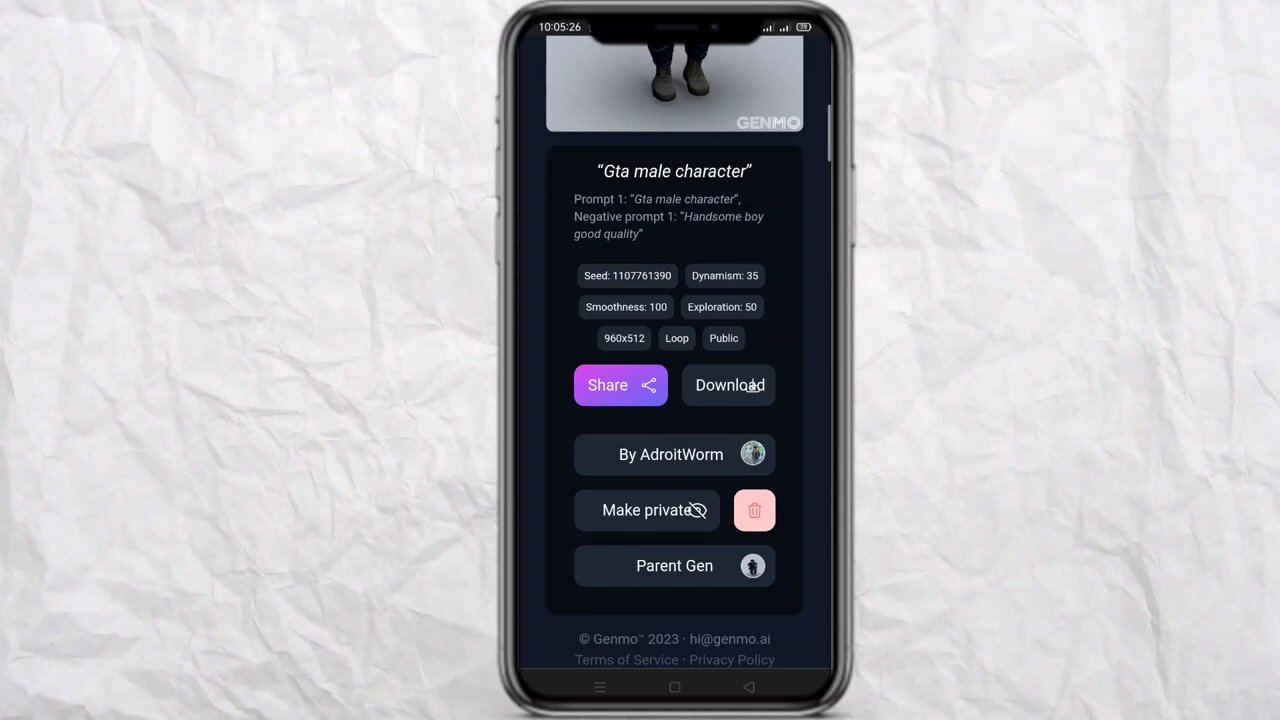 10:05:26
79
GENMO
“Gta male character”
Prompt 1: “Gta male character”,
Negative prompt 1: “Handsome boy
good quality”
Seed: 1107761390
Dynamism: 35
Smoothness: 100
Exploration: 50
960x512
Loop
Public
Share
Download
By AdroitWorm
Make private
Parent Gen
© Genmo™ 2023 · hi@genmo.ai
Terms of Service · Privacy Policy